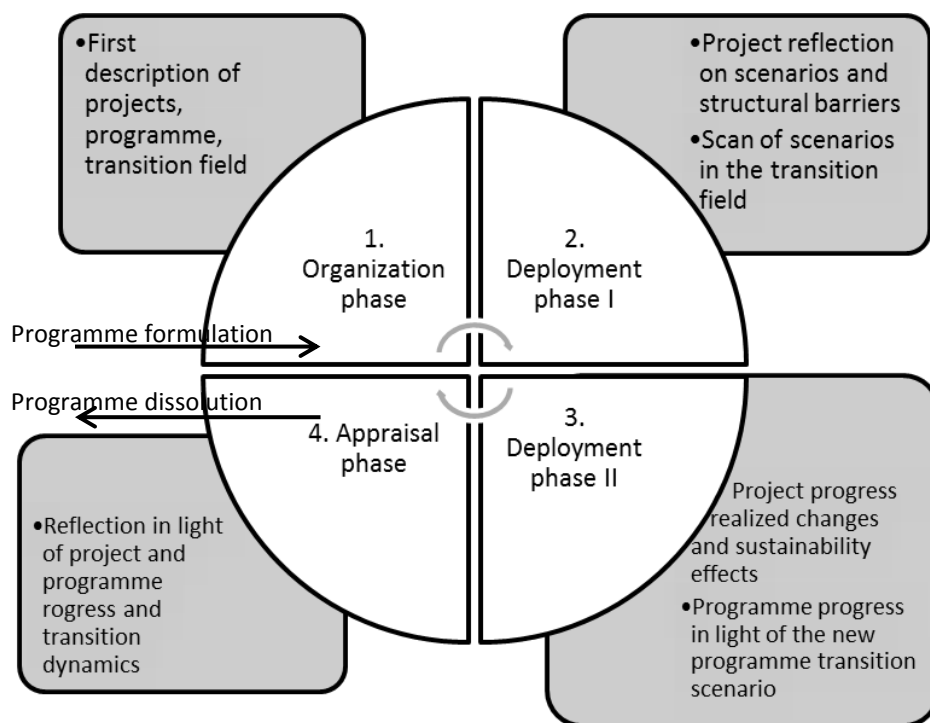 •First
description of
projects,
programme,
transition field
•Project reflection
on scenarios and
structural barriers
•Scan of scenarios
in the transition
field
1.
Organization
phase
2.
Deployment
phase I
Programme formulation
Programme dissolution
4. Appraisal
phase
3.
Deployment
phase II
•Reflection in light
of project and
programme
rogress and
transition
dynamics
Project progress
realized changes
and sustainability
effects
•Programme progress
in light of the new
programme transition
scenario